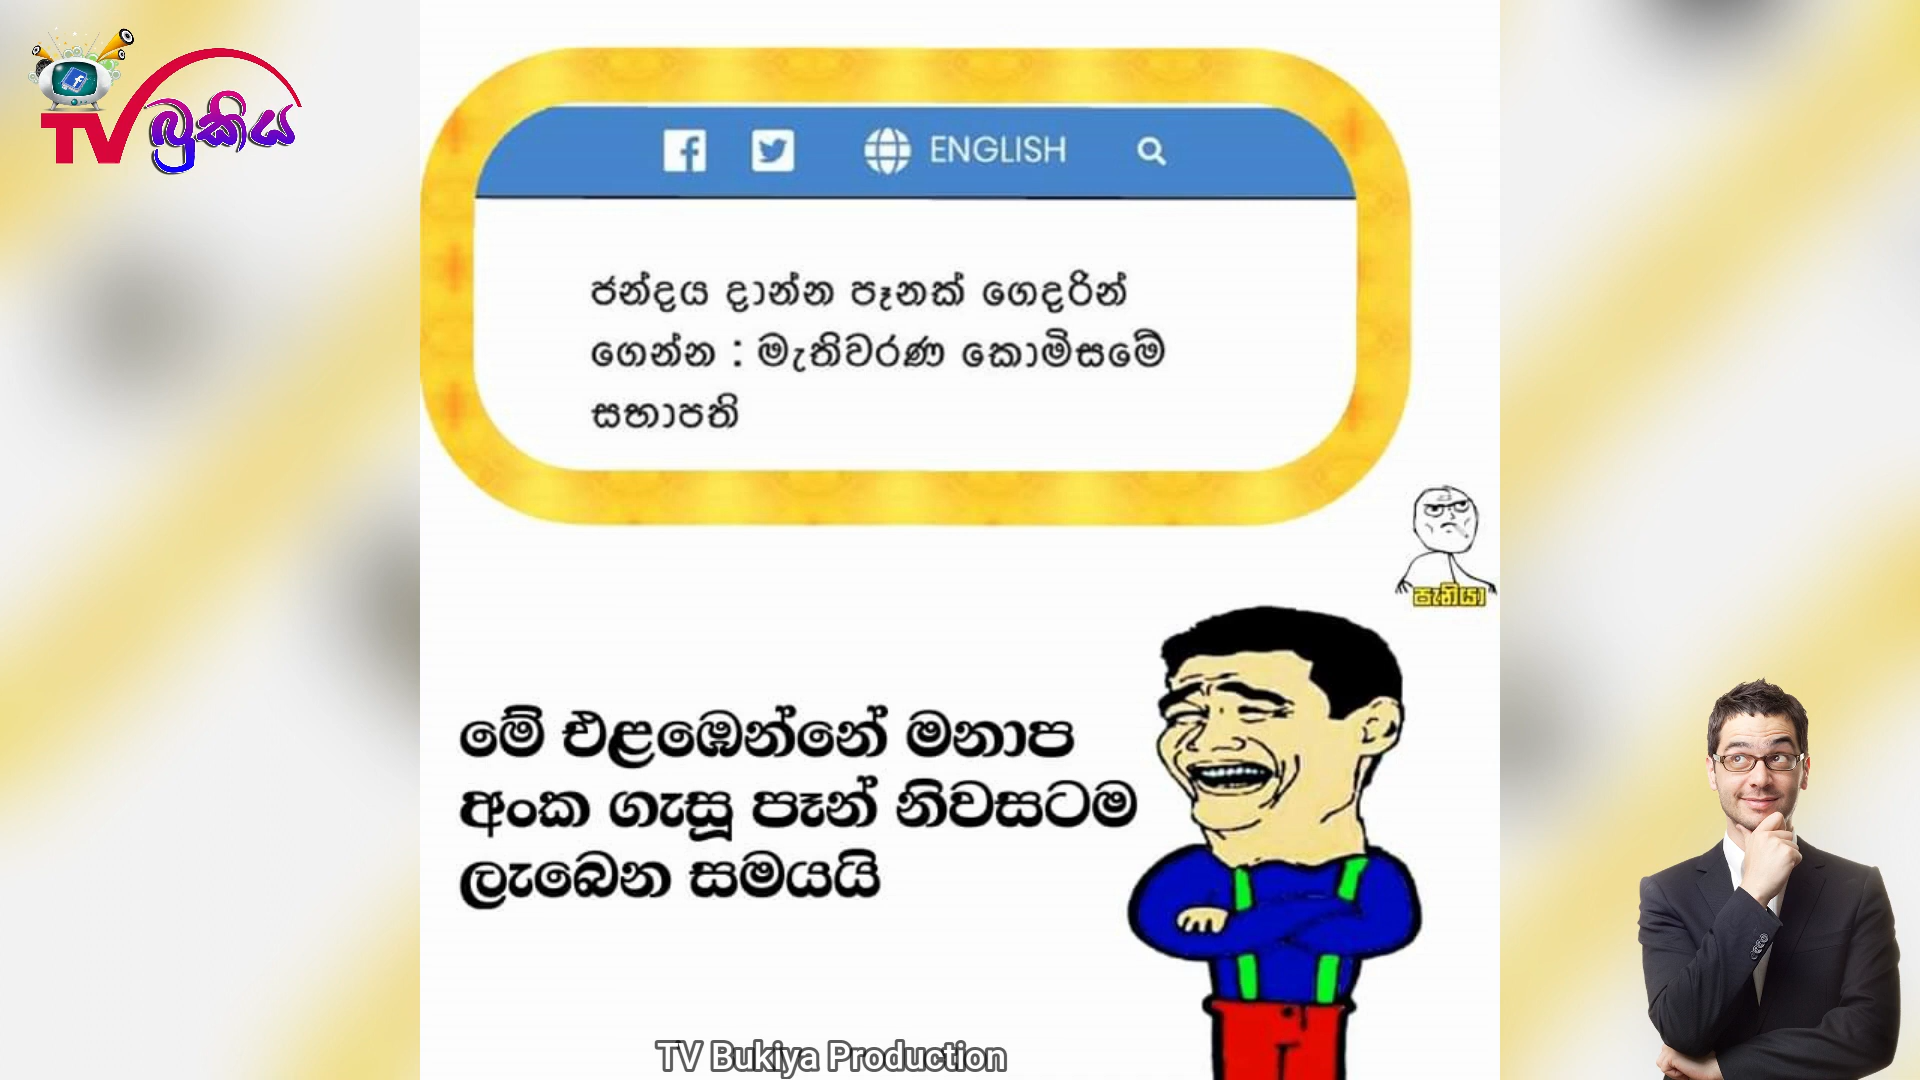 TV බුකිය
ENGLISH
ඡන්දය දාන්න පෑනක් ගෙදරින්
ගෙන්න : මැතිවරණ කොමිසමේ
සභාපති
පැනියා
මේ එළඹෙන්නේ මනාප
අංක ගැසූ පෑන් නිවසටම
ලැබෙන සමයයි
TV Bukiya Production